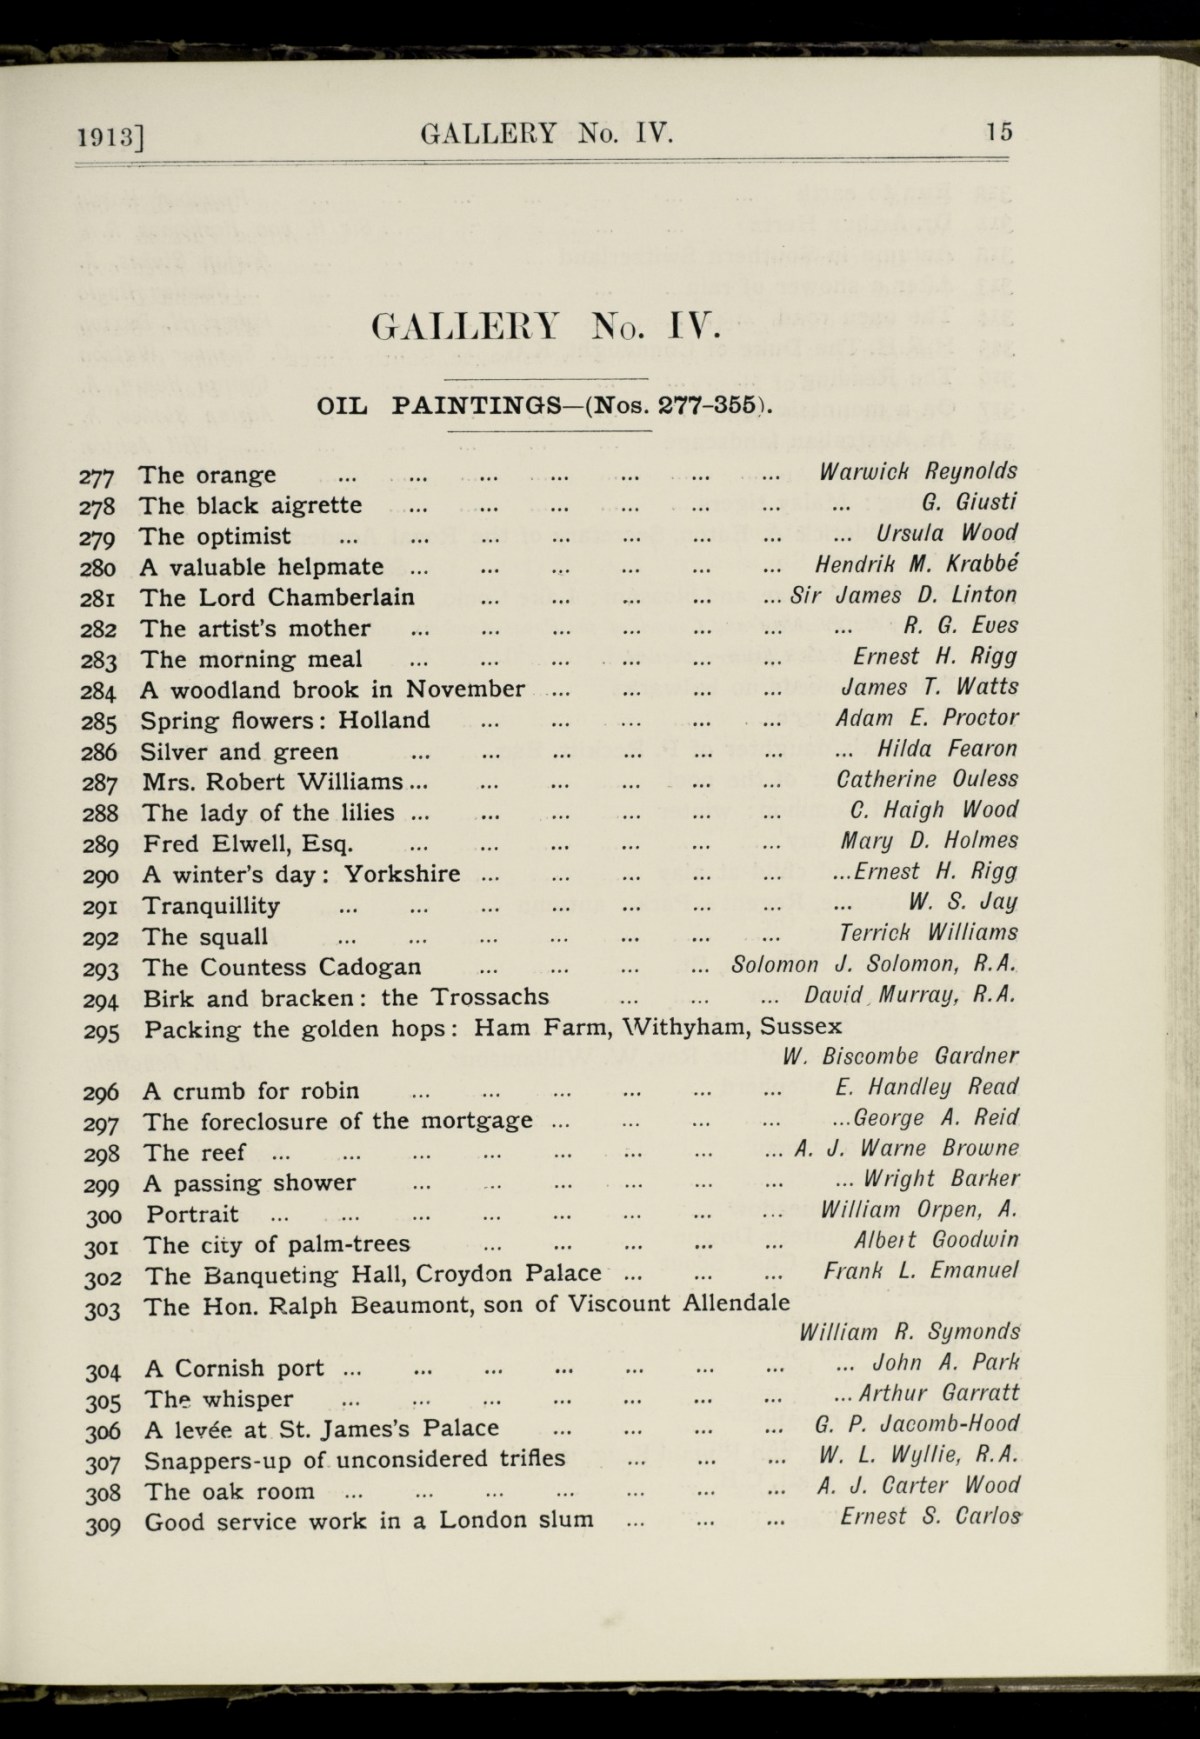 1913] GALLERY No. IV. 15
GALLERY No. IV.
OIL PAINTINGS—(Nos. 277–355).
277 The orange ... ... ... ... ... ... ... Warwick Reynolds
278 The black aigrette ... ... ... ... ... ... ... G. Giusti
279 The optimist ... ... ... ... ... ... ... ... Ursula Wood
280 A valuable helpmate ... ... ... ... ... ... Hendrik M. Krabbé
281 The Lord Chamberlain ... ... ... ... ... Sir James D. Linton
282 The artist's mother ... ... ... ... ... ... ... R. G. Eves
283 The morning meal ... ... ... ... ... ... Ernest H. Rigg
284 A woodland brook in November ... ... ... ... James T. Watts
285 Spring flowers: Holland ... ... ... ... ... Adam E. Proctor
286 Silver and green ... ... ... ... ... ... ... Hilda Fearon
287 Mrs. Robert Williams... ... ... ... ... ... Catherine Ouless
288 The lady of the lilies ... ... ... ... ... ... C. Haigh Wood
289 Fred Elwell, Esq. ... ... ... ... ... ... Mary D. Holmes
290 A winter's day: Yorkshire ... ... ... ... ... ...Ernest H. Rigg
291 Tranquillity ... ... ... ... ... ... ... ... W. S. Jay
292 The squall ... ... ... ... ... ... ... Terrick Williams
293 The Countess Cadogan ... ... ... ... Solomon J. Solomon, R.A.
294 Birk and bracken: the Trossachs ... ... ... David Murray, R.A.
295 Packing the golden hops: Ham Farm, Withyham, Sussex
W. Biscombe Gardner
296 A crumb for robin ... ... ... ... ... ... E. Handley Read
297 The foreclosure of the mortgage ... ... ... ... ...George A. Reid
298 The reef ... ... ... ... ... ... ... ... A. J. Warne Browne
299 A passing shower ... ... ... ... ... ... ... Wright Barker
300 Portrait ... ... ... ... ... ... ... ... William Orpen, A.
301 The city of palm-trees ... ... ... ... ... Albert Goodwin
302 The Banqueting Hall, Croydon Palace ... ... ... Frank L. Emanuel
303 The Hon. Ralph Beaumont, son of Viscount Allendale
William R. Symonds
304 A Cornish port ... ... ... ... ... ... ... ... John A. Park
305 The whisper ... ... ... ... ... ... ... ...Arthur Garratt
306 A levée at St. James's Palace ... ... ... ... G. P. Jacomb-Hood
307 Snappers-up of unconsidered trifles ... ... ... W. L. Wyllie, R.A.
308 The oak room ... ... ... ... ... ... ... A. J. Carter Wood
309 Good service work in a London slum ... ... ... Ernest S. Carlos